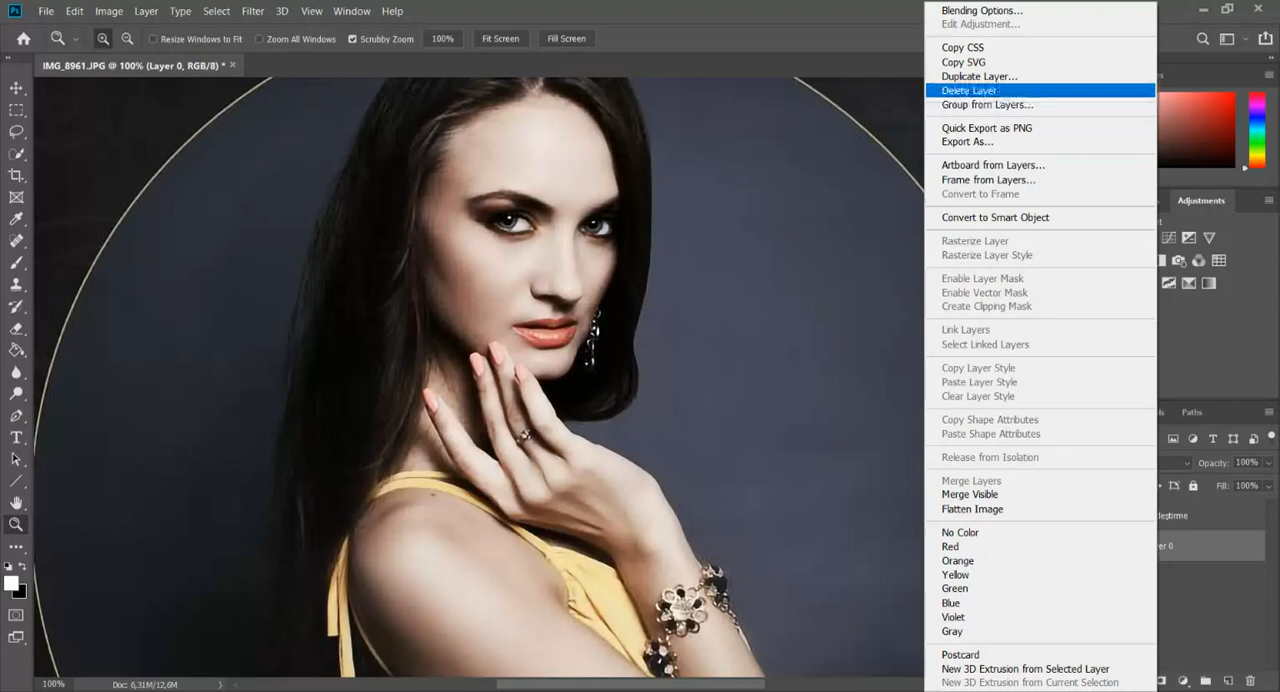 Ps File Edit Image Layer Type Select Filter 3D View Window Help
Resize Windows to Fit Zoom All Windows Scrubby Zoom 100% Fit Screen Fill Screen
IMG_8961.JPG @ 100% (Layer 0, RGB/8) * ×
Blending Options...
Edit Adjustment...
Copy CSS
Copy SVG
Duplicate Layer...
Delete Layer
Group from Layers...
Quick Export as PNG
Export As...
Artboard from Layers...
Frame from Layers...
Convert to Frame
Convert to Smart Object
Rasterize Layer
Rasterize Layer Style
Enable Layer Mask
Enable Vector Mask
Create Clipping Mask
Link Layers
Select Linked Layers
Copy Layer Style
Paste Layer Style
Clear Layer Style
Copy Shape Attributes
Paste Shape Attributes
Release from Isolation
Merge Layers
Merge Visible
Flatten Image
No Color
Red
Orange
Yellow
Green
Blue
Violet
Gray
Postcard
New 3D Extrusion from Selected Layer
New 3D Extrusion from Current Selection
Adjustments
Paths
Opacity: 100%
Fill: 100%
100% Doc: 6,31M/12,6M